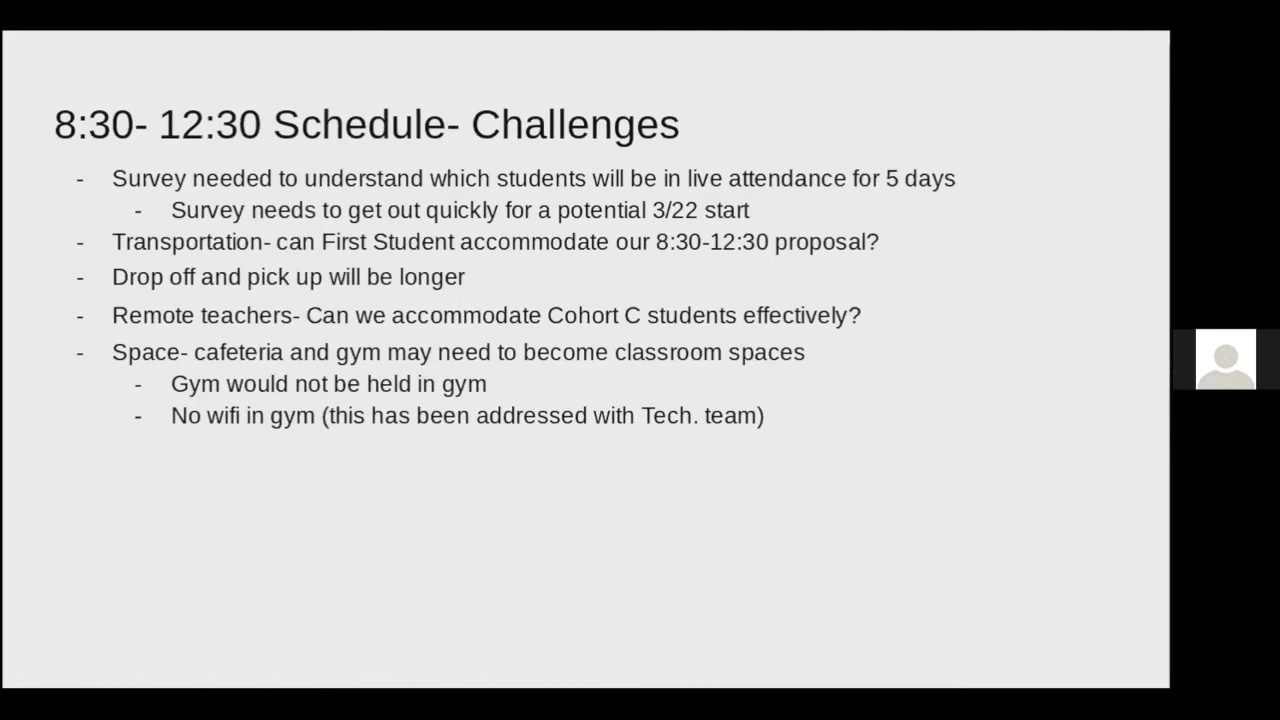 8:30- 12:30 Schedule- Challenges
- Survey needed to understand which students will be in live attendance for 5 days
- Survey needs to get out quickly for a potential 3/22 start
- Transportation- can First Student accommodate our 8:30-12:30 proposal?
- Drop off and pick up will be longer
- Remote teachers- Can we accommodate Cohort C students effectively?
- Space- cafeteria and gym may need to become classroom spaces
- Gym would not be held in gym
- No wifi in gym (this has been addressed with Tech. team)